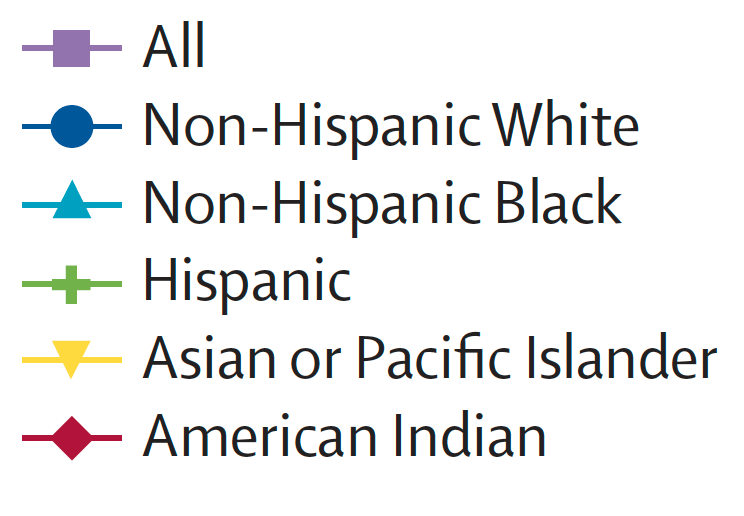 All
Non-Hispanic White
Non-Hispanic Black
Hispanic
Asian or Pacific Islander
American Indian